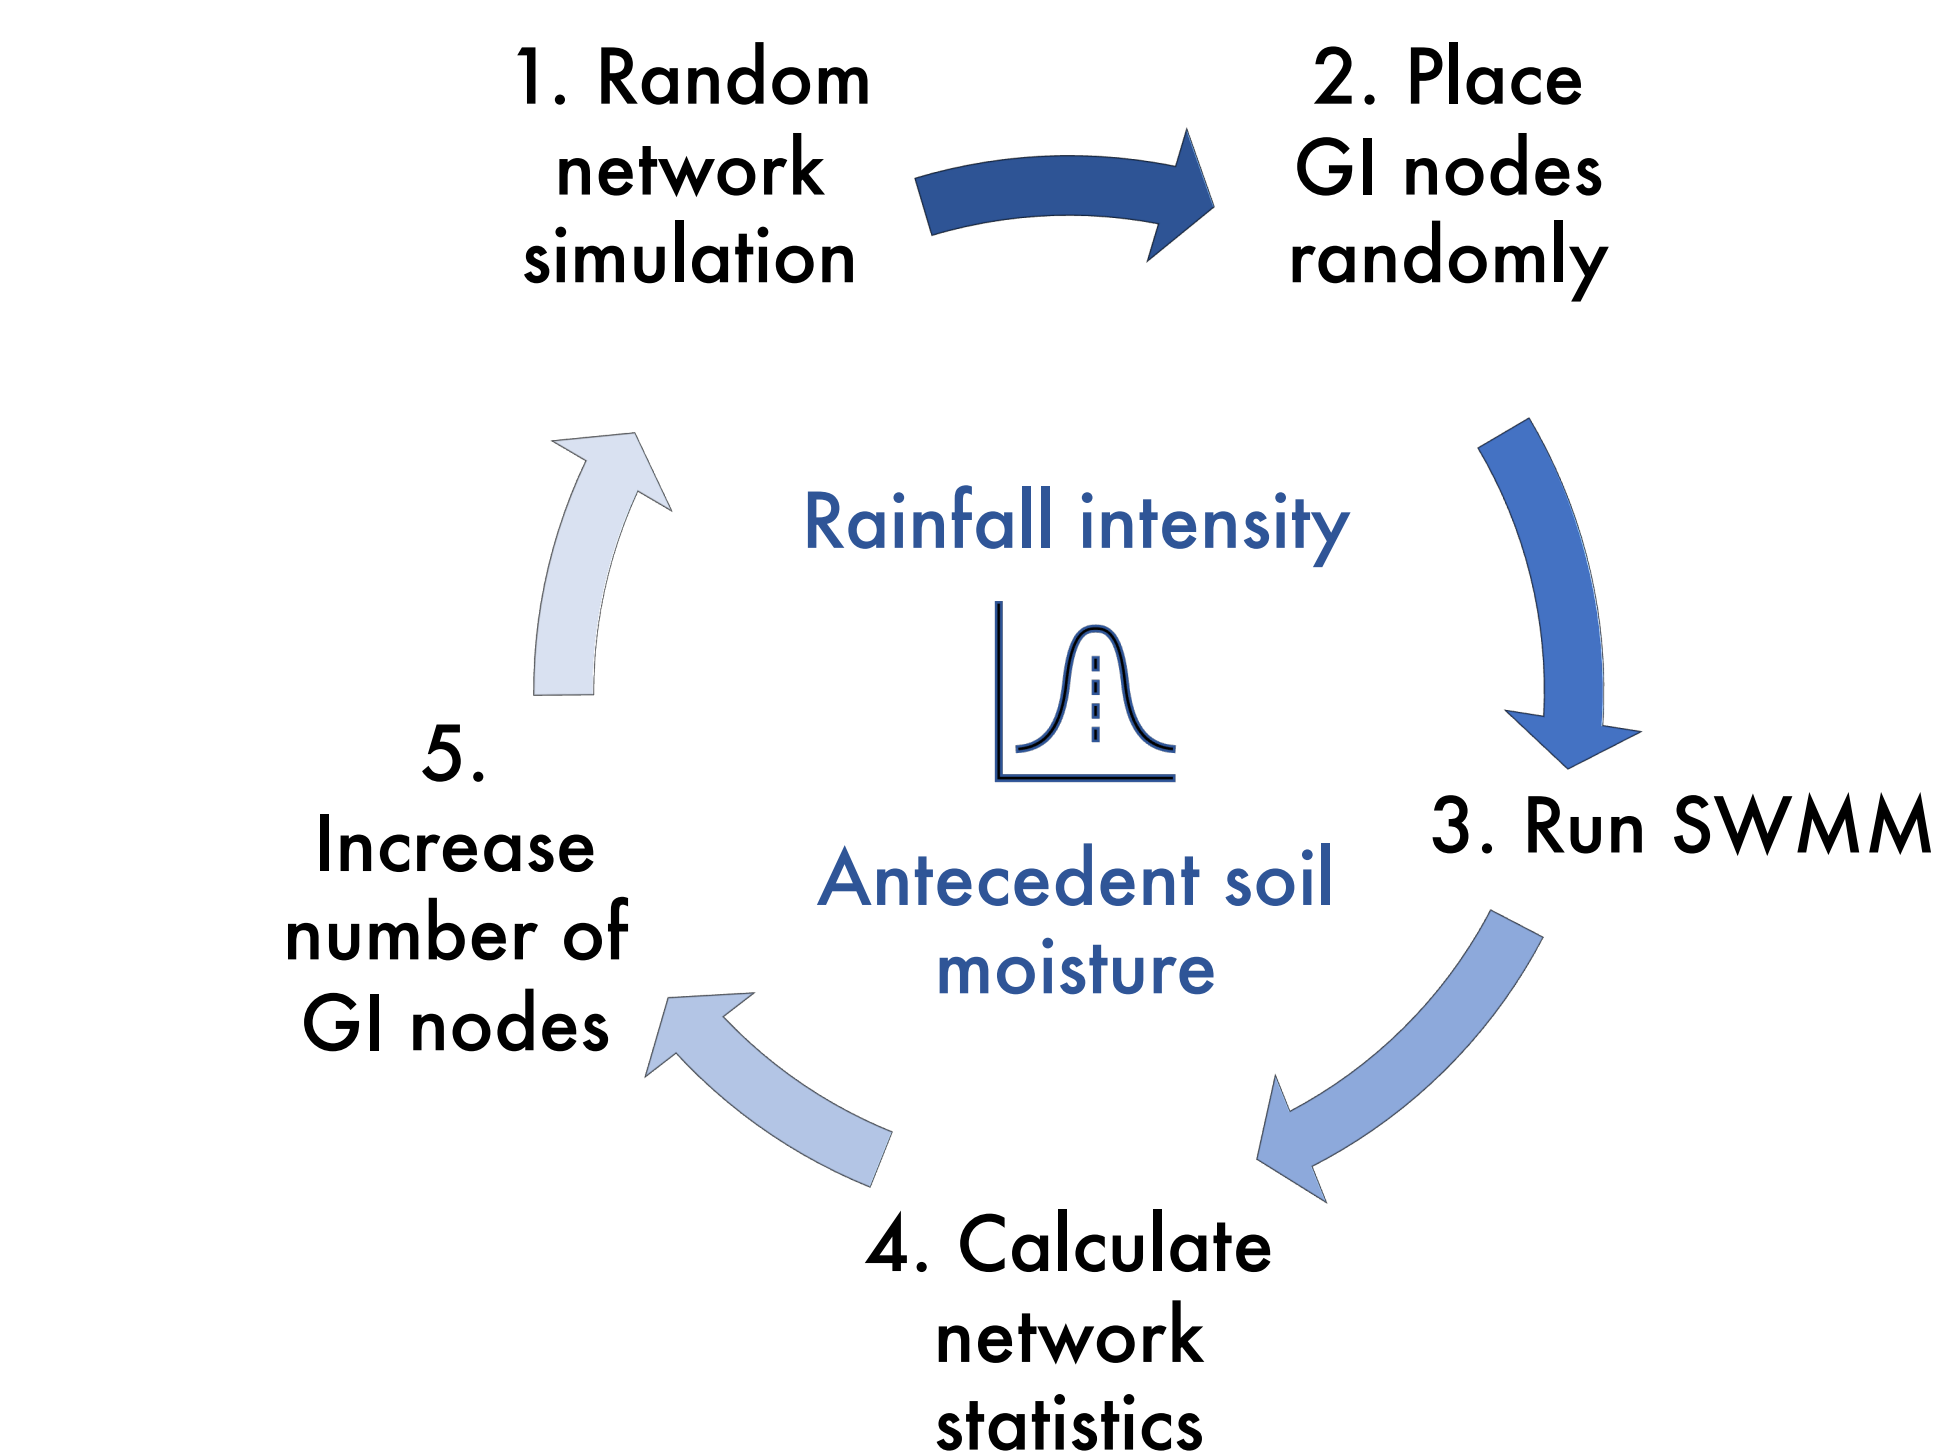 1. Random
network
simulation
2. Place
GI nodes
randomly
Rainfall intensity
Antecedent soil
moisture
3. Run SWMM
4. Calculate
network
statistics
5.
Increase
number of
GI nodes